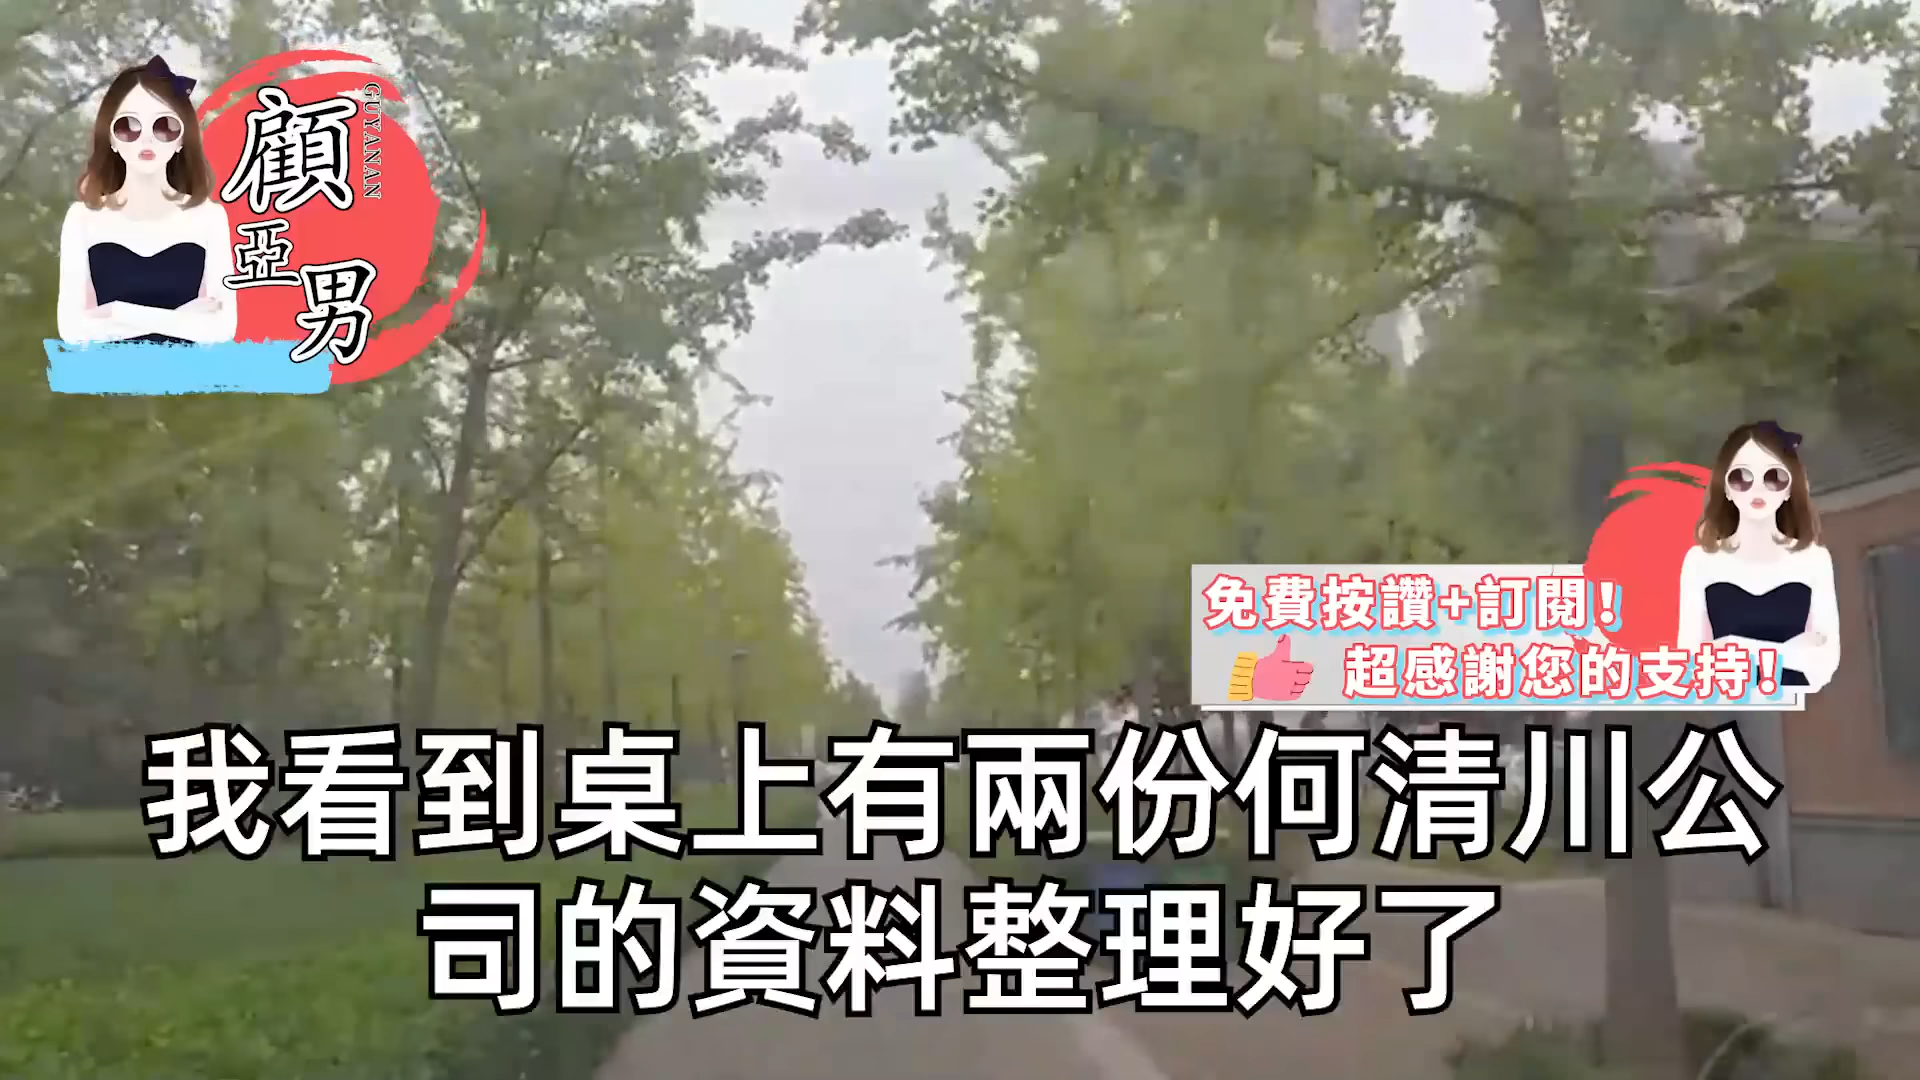 顧亞男
GUYANAN
免費按讚+訂閱!
超感謝您的支持!
我看到桌上有兩份何清川公
司的資料整理好了